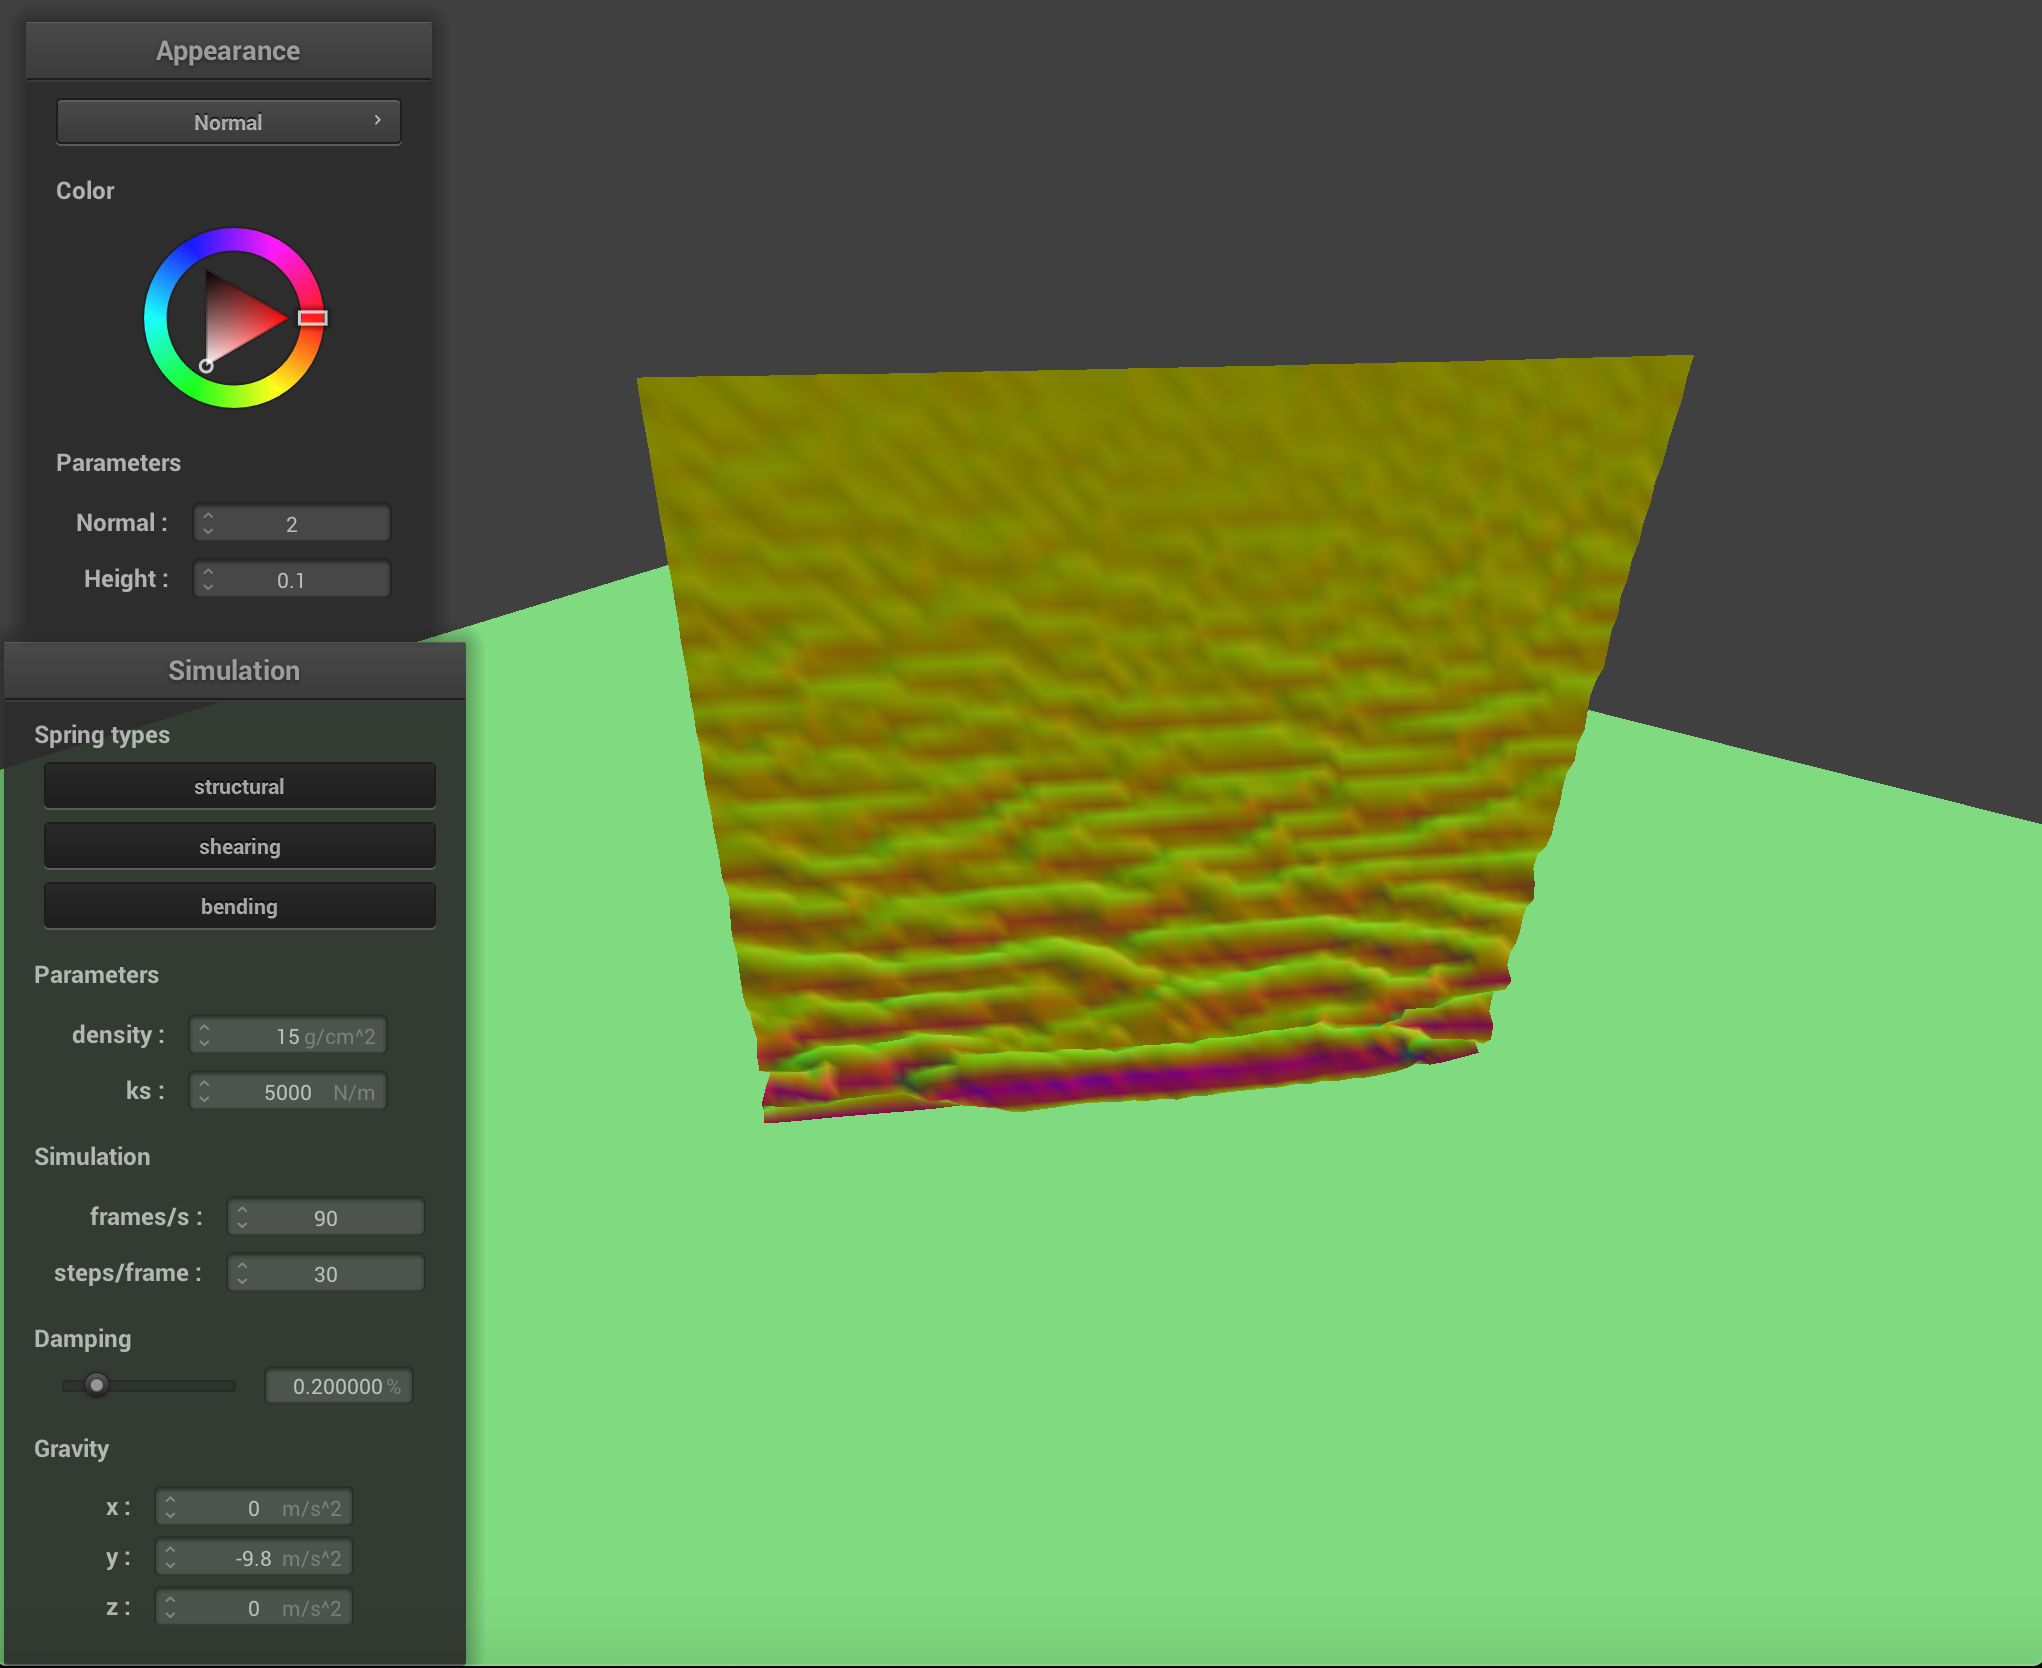 Appearance
Normal
Color
Parameters
Normal : 2
Height : 0.1
Simulation
Spring types
structural
shearing
bending
Parameters
density : 15 g/cm^2
ks : 5000 N/m
Simulation
frames/s : 90
steps/frame : 30
Damping
0.200000 %
Gravity
x : 0 m/s^2
y : -9.8 m/s^2
z : 0 m/s^2